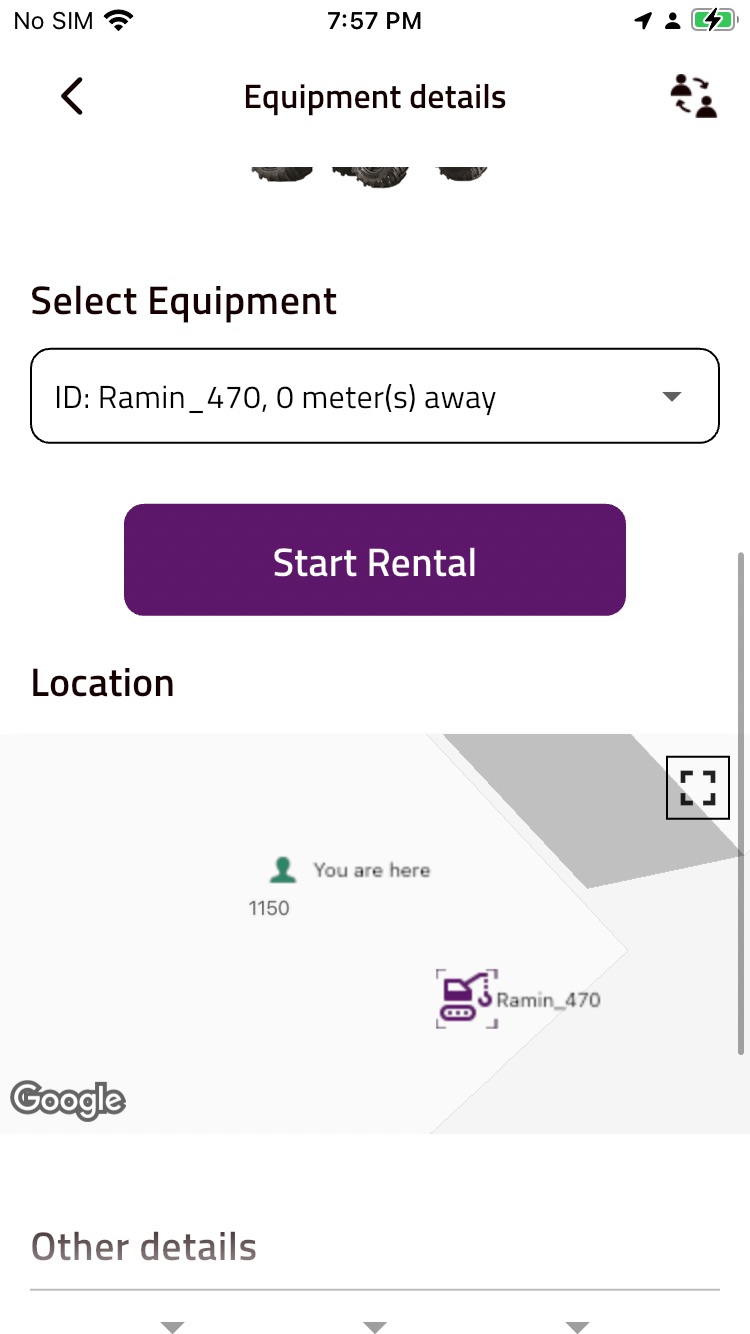 No SIM 7:57 PM
Equipment details
Select Equipment
ID: Ramin_470, 0 meter(s) away
Start Rental
Location
You are here
1150
Ramin_470
Google
Other details